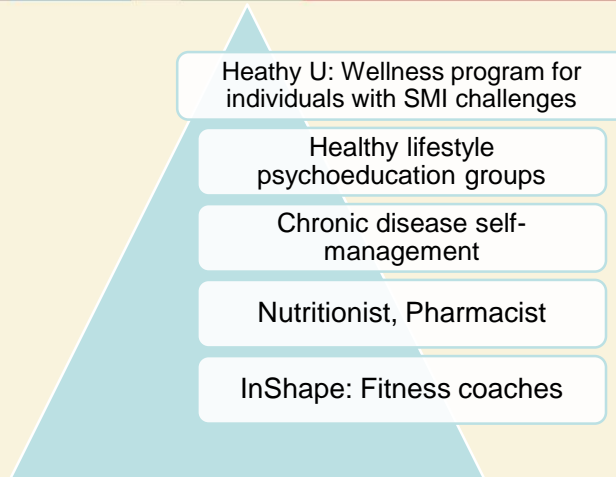 Heathy U: Wellness program for
individuals with SMI challenges
Healthy lifestyle
psychoeducation groups
Chronic disease self-
management
Nutritionist, Pharmacist
InShape: Fitness coaches